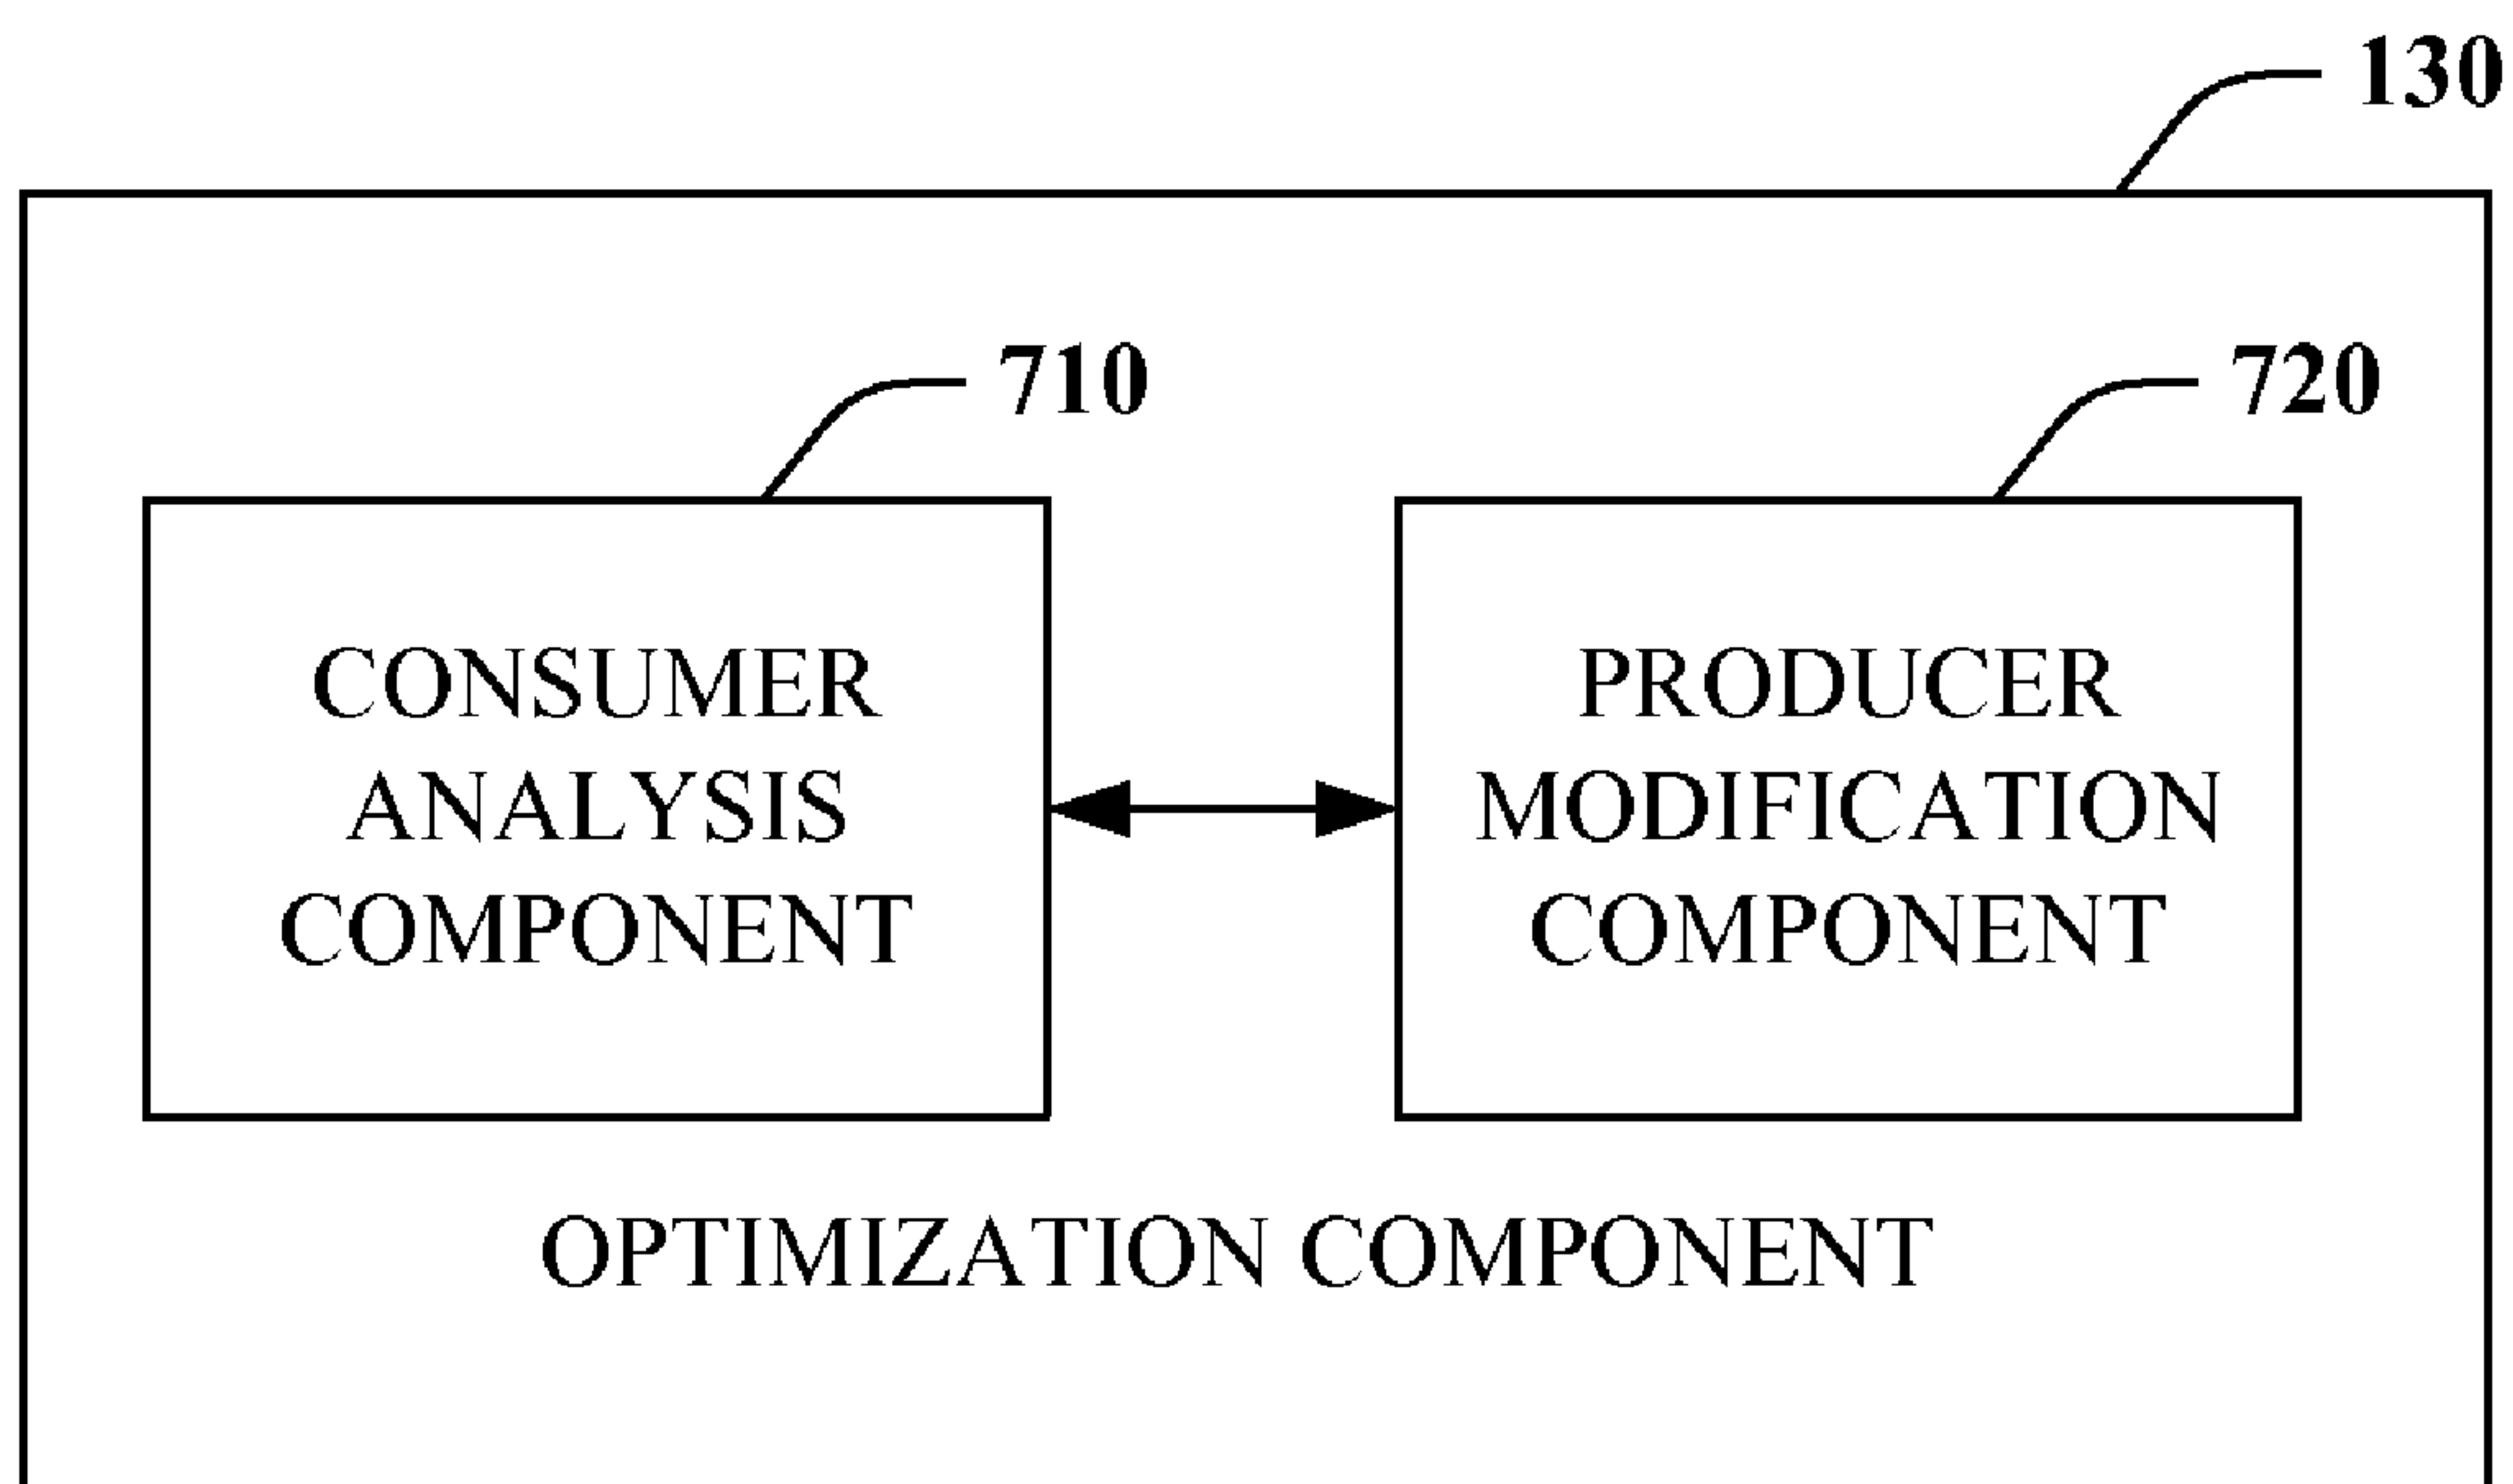 130
710
720
CONSUMER
ANALYSIS
COMPONENT
PRODUCER
MODIFICATION
COMPONENT
OPTIMIZATION COMPONENT